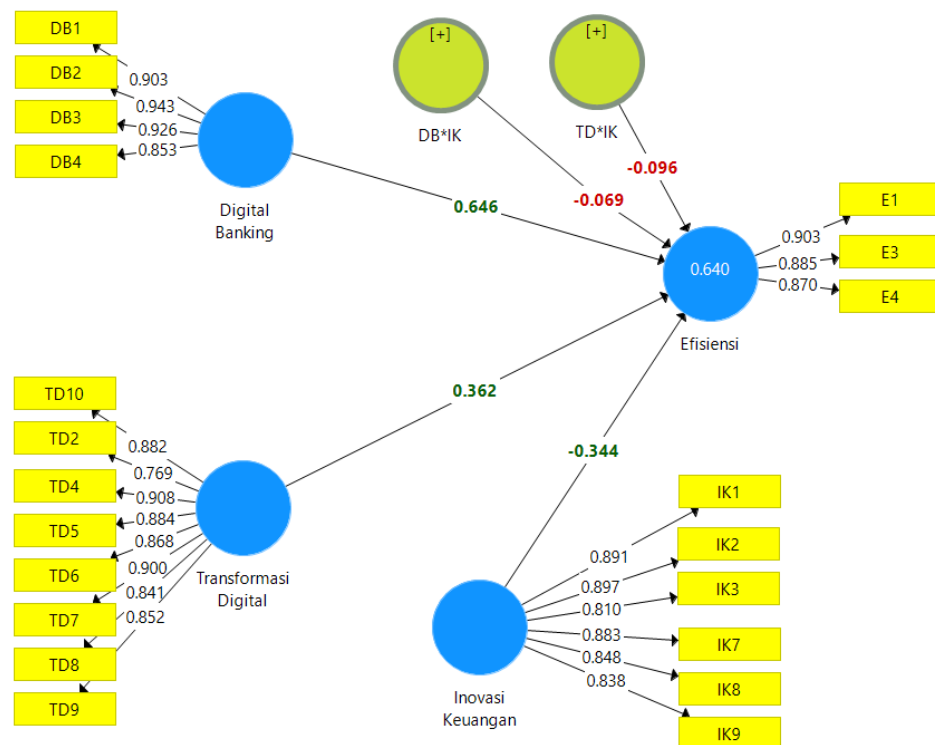 DB1
DB2
DB3
DB4
0.903
0.943
0.926
0.853
Digital
Banking
[+]
DB*IK
[+]
TD*IK
-0.096
-0.069
0.646
0.640
Efisiensi
0.903
0.885
0.870
E1
E3
E4
0.362
-0.344
TD10
TD2
TD4
TD5
TD6
TD7
TD8
TD9
0.882
0.769
0.908
0.884
0.868
0.900
0.841
0.852
Transformasi
Digital
Inovasi
Keuangan
0.891
0.897
0.810
0.883
0.848
0.838
IK1
IK2
IK3
IK7
IK8
IK9